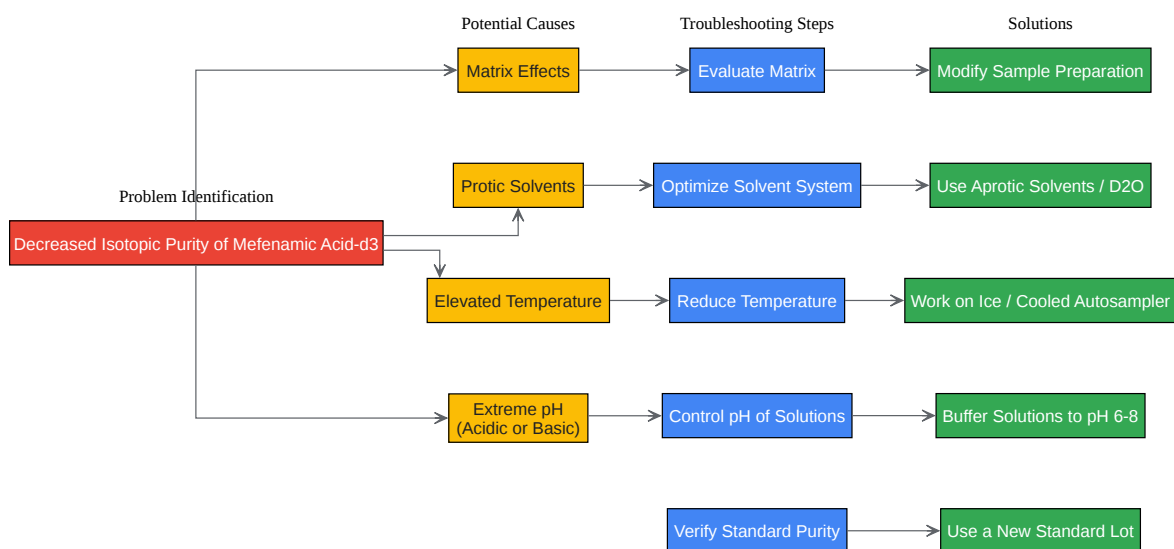 Potential Causes
Troubleshooting Steps
Solutions
Matrix Effects
Evaluate Matrix
Modify Sample Preparation
Protic Solvents
Optimize Solvent System
Use Aprotic Solvents / D2O
Problem Identification
Decreased Isotopic Purity of Mefenamic Acid-d3
Elevated Temperature
Reduce Temperature
Work on Ice / Cooled Autosampler
Extreme pH
(Acidic or Basic)
Control pH of Solutions
Buffer Solutions to pH 6-8
Verify Standard Purity
Use a New Standard Lot